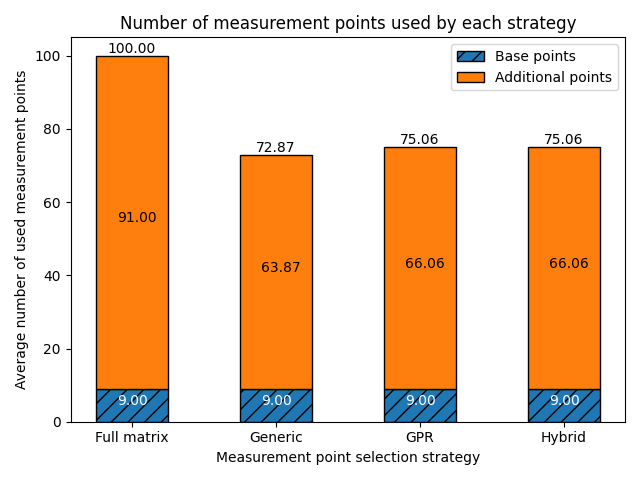 Number of measurement points used by each strategy
Base points
Additional points
Average number of used measurement points
100
80
60
40
20
0
100.00
72.87
75.06
75.06
91.00
63.87
66.06
66.06
9.00
9.00
9.00
9.00
Full matrix
Generic
GPR
Hybrid
Measurement point selection strategy